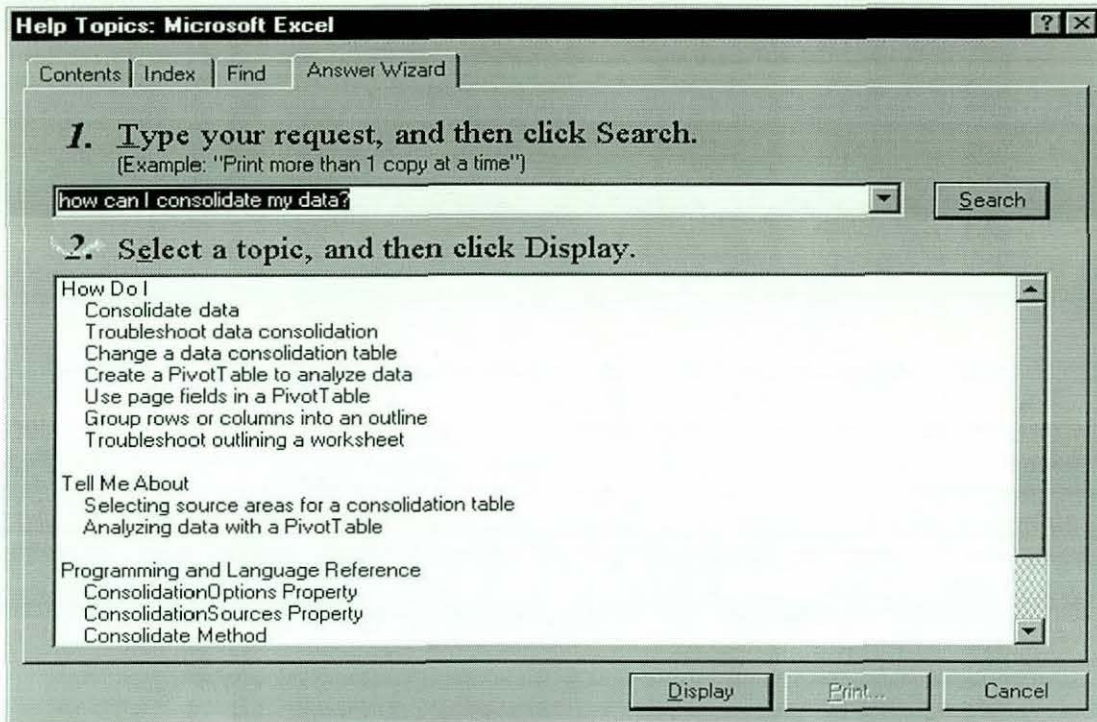 Help Topics: Microsoft Excel
Contents Index Find Answer Wizard
1. Type your request, and then click Search.
(Example: "Print more than 1 copy at a time")
how can I consolidate my data? Search
2. Select a topic, and then click Display.
How Do I
Consolidate data
Troubleshoot data consolidation
Change a data consolidation table
Create a PivotTable to analyze data
Use page fields in a PivotTable
Group rows or columns into an outline
Troubleshoot outlining a worksheet
Tell Me About
Selecting source areas for a consolidation table
Analyzing data with a PivotTable
Programming and Language Reference
ConsolidationOptions Property
ConsolidationSources Property
Consolidate Method
Display Print... Cancel